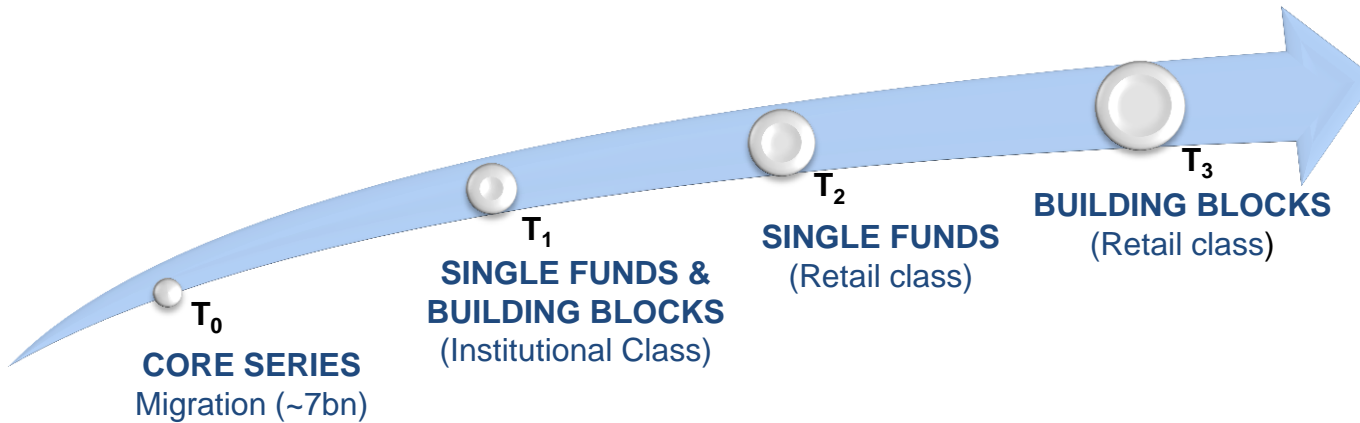 T0
CORE SERIES
Migration (~7bn)
T1
SINGLE FUNDS &
BUILDING BLOCKS
(Institutional Class)
T2
SINGLE FUNDS
(Retail class)
T3
BUILDING BLOCKS
(Retail class)